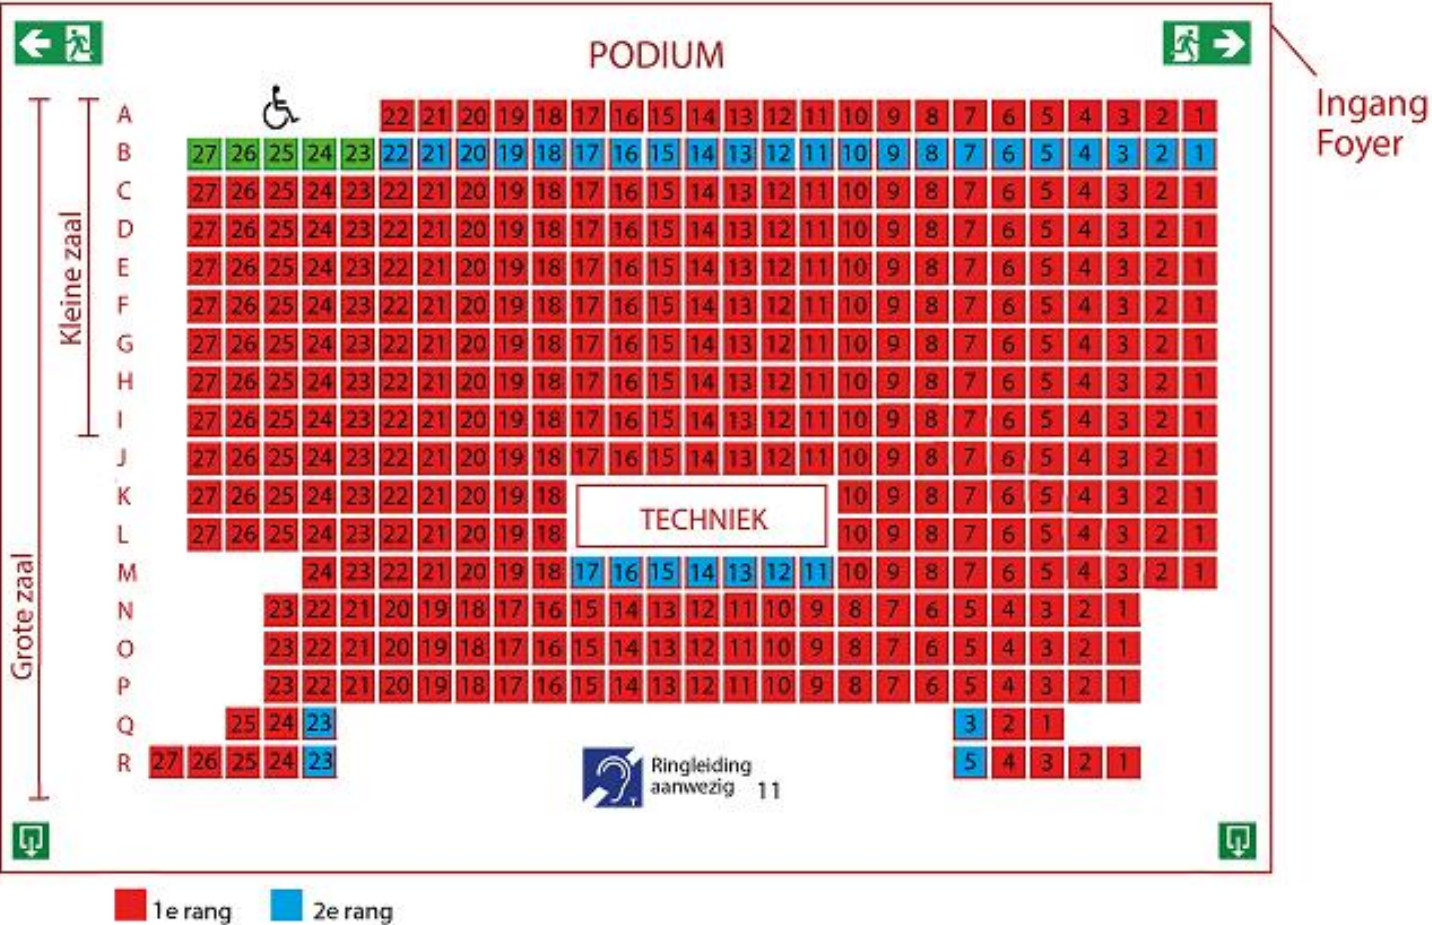 PODIUM
Ingang
Foyer
A 22 21 20 19 18 17 16 15 14 13 12 11 10 9 8 7 6 5 4 3 2 1
B 27 26 25 24 23 22 21 20 19 18 17 16 15 14 13 12 11 10 9 8 7 6 5 4 3 2 1
C 27 26 25 24 23 22 21 20 19 18 17 16 15 14 13 12 11 10 9 8 7 6 5 4 3 2 1
D 27 26 25 24 23 22 21 20 19 18 17 16 15 14 13 12 11 10 9 8 7 6 5 4 3 2 1
E 27 26 25 24 23 22 21 20 19 18 17 16 15 14 13 12 11 10 9 8 7 6 5 4 3 2 1
F 27 26 25 24 23 22 21 20 19 18 17 16 15 14 13 12 11 10 9 8 7 6 5 4 3 2 1
G 27 26 25 24 23 22 21 20 19 18 17 16 15 14 13 12 11 10 9 8 7 6 5 4 3 2 1
H 27 26 25 24 23 22 21 20 19 18 17 16 15 14 13 12 11 10 9 8 7 6 5 4 3 2 1
I 27 26 25 24 23 22 21 20 19 18 17 16 15 14 13 12 11 10 9 8 7 6 5 4 3 2 1
J 27 26 25 24 23 22 21 20 19 18 17 16 15 14 13 12 11 10 9 8 7 6 5 4 3 2 1
K 27 26 25 24 23 22 21 20 19 18 10 9 8 7 6 5 4 3 2 1
TECHNIEK
L 27 26 25 24 23 22 21 20 19 18 10 9 8 7 6 5 4 3 2 1
M 24 23 22 21 20 19 18 17 16 15 14 13 12 11 10 9 8 7 6 5 4 3 2 1
N 23 22 21 20 19 18 17 16 15 14 13 12 11 10 9 8 7 6 5 4 3 2 1
O 23 22 21 20 19 18 17 16 15 14 13 12 11 10 9 8 7 6 5 4 3 2 1
P 23 22 21 20 19 18 17 16 15 14 13 12 11 10 9 8 7 6 5 4 3 2 1
Q 25 24 23 3 2 1
R 27 26 25 24 23 5 4 3 2 1
Kleine zaal
Grote zaal
T
Ringleiding
aanwezig 11
1e rang
2e rang